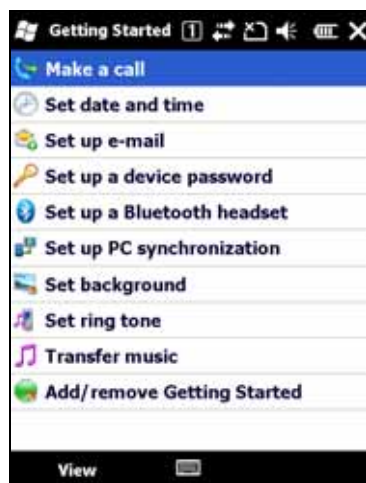 Getting Started 1
Make a call
Set date and time
Set up e-mail
Set up a device password
Set up a Bluetooth headset
Set up PC synchronization
Set background
Set ring tone
Transfer music
Add/remove Getting Started
View